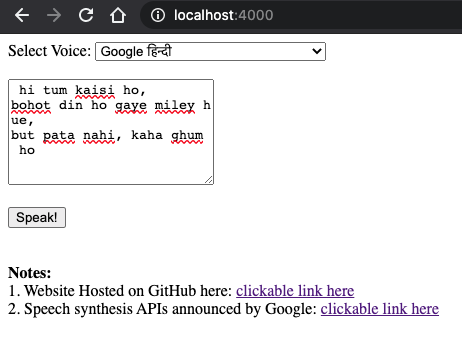 localhost:4000
Select Voice: Google हिन्दी
hi tum kaisi ho,
bohot din ho gaye miley h
ue,
but pata nahi, kaha ghum
ho
Speak!
Notes:
1. Website Hosted on GitHub here: clickable link here
2. Speech synthesis APIs announced by Google: clickable link here